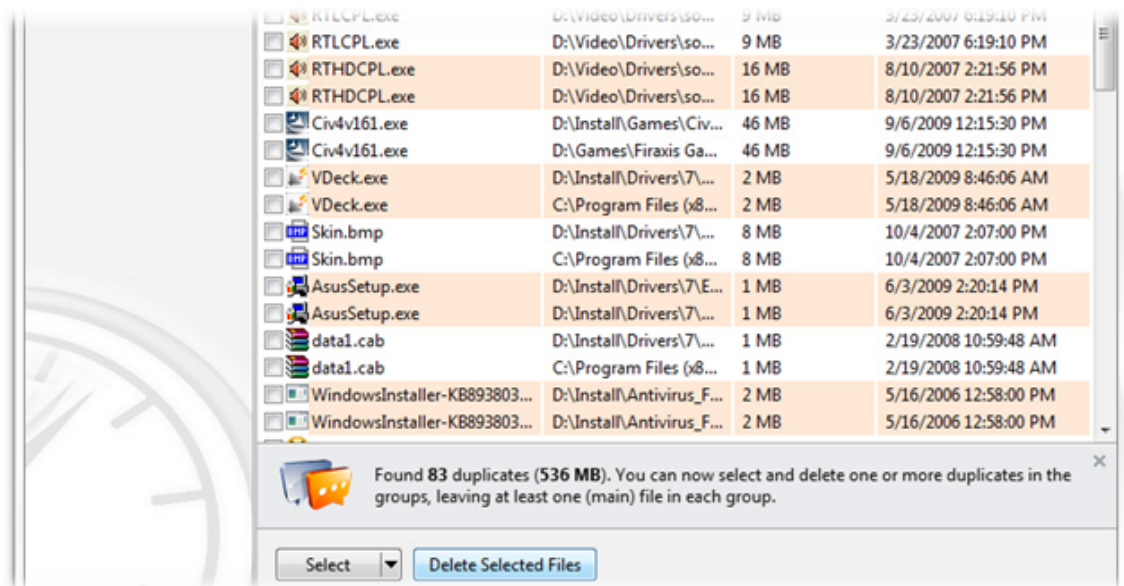 RTLCPL.exe D:\Video\Drivers\so... 9 MB 3/23/2007 6:19:10 PM
RTLCPL.exe D:\Video\Drivers\so... 9 MB 3/23/2007 6:19:10 PM
RTHDCPL.exe D:\Video\Drivers\so... 16 MB 8/10/2007 2:21:56 PM
RTHDCPL.exe D:\Video\Drivers\so... 16 MB 8/10/2007 2:21:56 PM
Civ4v161.exe D:\Install\Games\Civ... 46 MB 9/6/2009 12:15:30 PM
Civ4v161.exe D:\Games\Firaxis Ga... 46 MB 9/6/2009 12:15:30 PM
VDeck.exe D:\Install\Drivers\7\... 2 MB 5/18/2009 8:46:06 AM
VDeck.exe C:\Program Files (x8... 2 MB 5/18/2009 8:46:06 AM
Skin.bmp D:\Install\Drivers\7\... 8 MB 10/4/2007 2:07:00 PM
Skin.bmp C:\Program Files (x8... 8 MB 10/4/2007 2:07:00 PM
AsusSetup.exe D:\Install\Drivers\7\E... 1 MB 6/3/2009 2:20:14 PM
AsusSetup.exe D:\Install\Drivers\7\... 1 MB 6/3/2009 2:20:14 PM
data1.cab D:\Install\Drivers\7\... 1 MB 2/19/2008 10:59:48 AM
data1.cab C:\Program Files (x8... 1 MB 2/19/2008 10:59:48 AM
WindowsInstaller-KB893803... D:\Install\Antivirus_F... 2 MB 5/16/2006 12:58:00 PM
WindowsInstaller-KB893803... D:\Install\Antivirus_F... 2 MB 5/16/2006 12:58:00 PM
Found 83 duplicates (536 MB). You can now select and delete one or more duplicates in the
groups, leaving at least one (main) file in each group.
Select Delete Selected Files